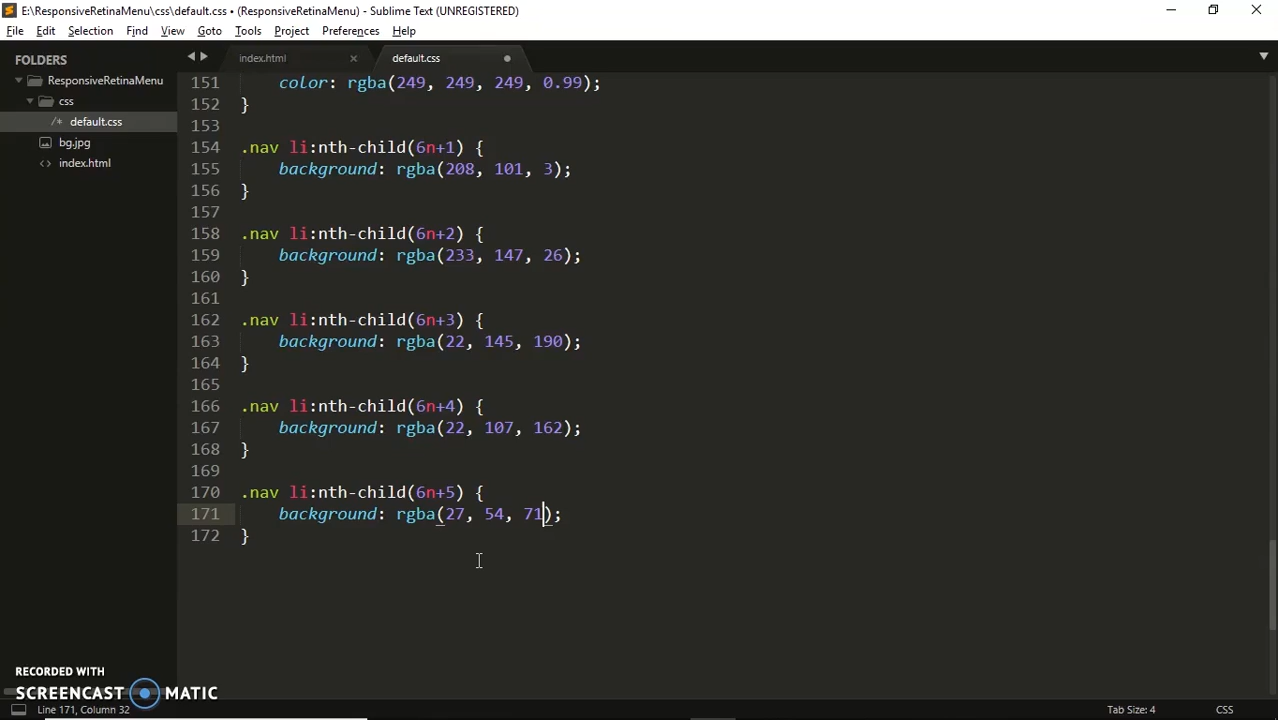 E:\ResponsiveRetinaMenu\css\default.css • (ResponsiveRetinaMenu) - Sublime Text (UNREGISTERED)
File Edit Selection Find View Goto Tools Project Preferences Help
FOLDERS
ResponsiveRetinaMenu
css
/* default.css
bg.jpg
<> index.html
index.html
default.css
151 color: rgba(249, 249, 249, 0.99);
152 }
153
154 .nav li:nth-child(6n+1) {
155 background: rgba(208, 101, 3);
156 }
157
158 .nav li:nth-child(6n+2) {
159 background: rgba(233, 147, 26);
160 }
161
162 .nav li:nth-child(6n+3) {
163 background: rgba(22, 145, 190);
164 }
165
166 .nav li:nth-child(6n+4) {
167 background: rgba(22, 107, 162);
168 }
169
170 .nav li:nth-child(6n+5) {
171 background: rgba(27, 54, 71);
172 }
RECORDED WITH
SCREENCAST MATIC
Line 171, Column 32
Tab Size: 4
CSS